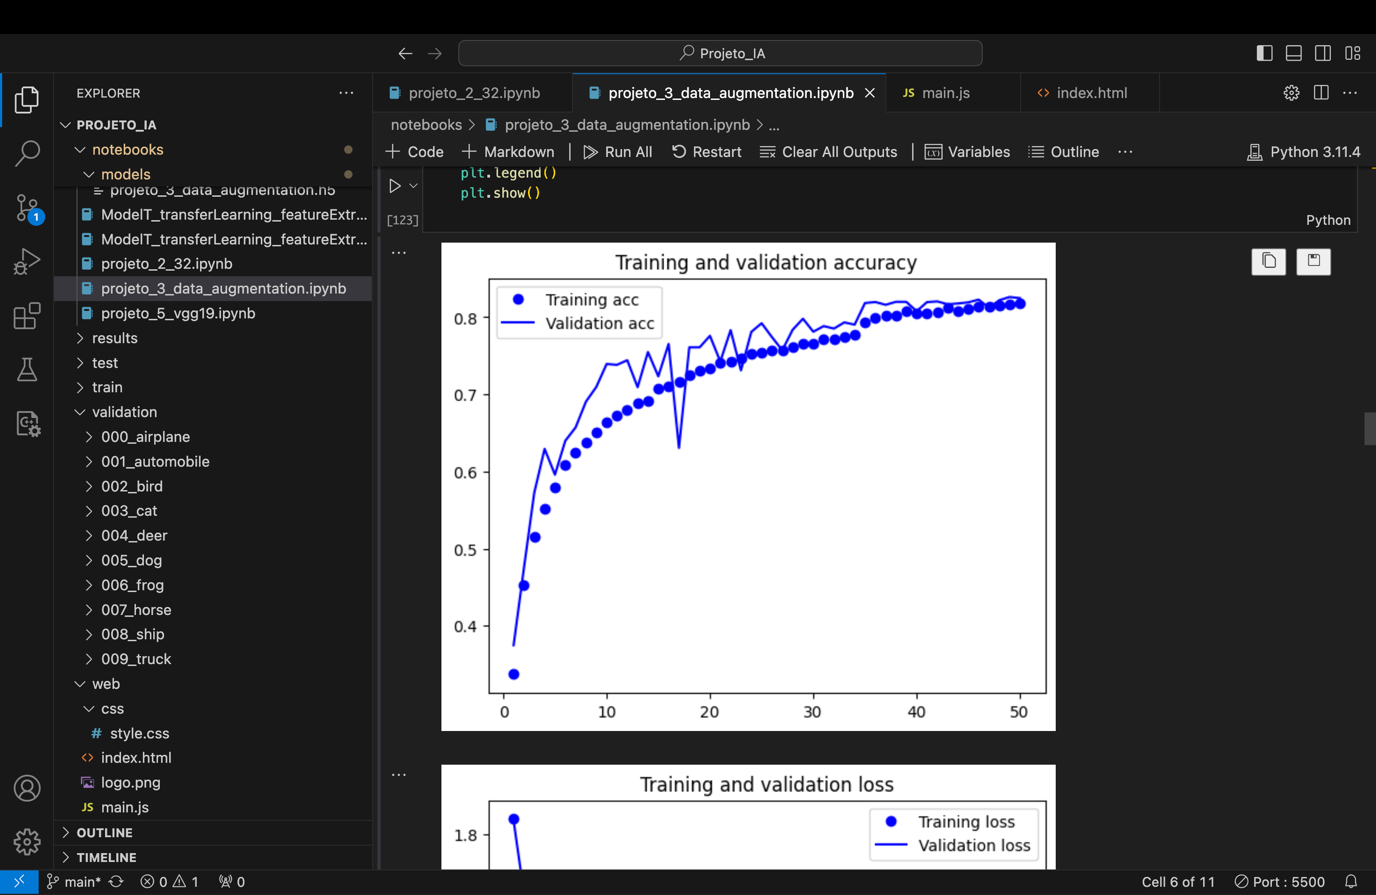 Projeto_IA
EXPLORER
PROJETO_IA
notebooks
models
projeto_3_data_augmentation.h5
ModelT_transferLearning_featureExtr...
ModelT_transferLearning_featureExtr...
projeto_2_32.ipynb
projeto_3_data_augmentation.ipynb
projeto_5_vgg19.ipynb
results
test
train
validation
000_airplane
001_automobile
002_bird
003_cat
004_deer
005_dog
006_frog
007_horse
008_ship
009_truck
web
css
# style.css
index.html
logo.png
JS main.js
OUTLINE
TIMELINE
projeto_2_32.ipynb
projeto_3_data_augmentation.ipynb
JS main.js
index.html
notebooks > projeto_3_data_augmentation.ipynb > ...
Code
Markdown
Run All
Restart
Clear All Outputs
Variables
Outline
Python 3.11.4
plt.legend()
plt.show()
[123]
Python
Training and validation accuracy
Training acc
Validation acc
0.8
0.7
0.6
0.5
0.4
0 10 20 30 40 50
Training and validation loss
Training loss
Validation loss
1.8
1
main*
0 1
0
Cell 6 of 11
Port : 5500